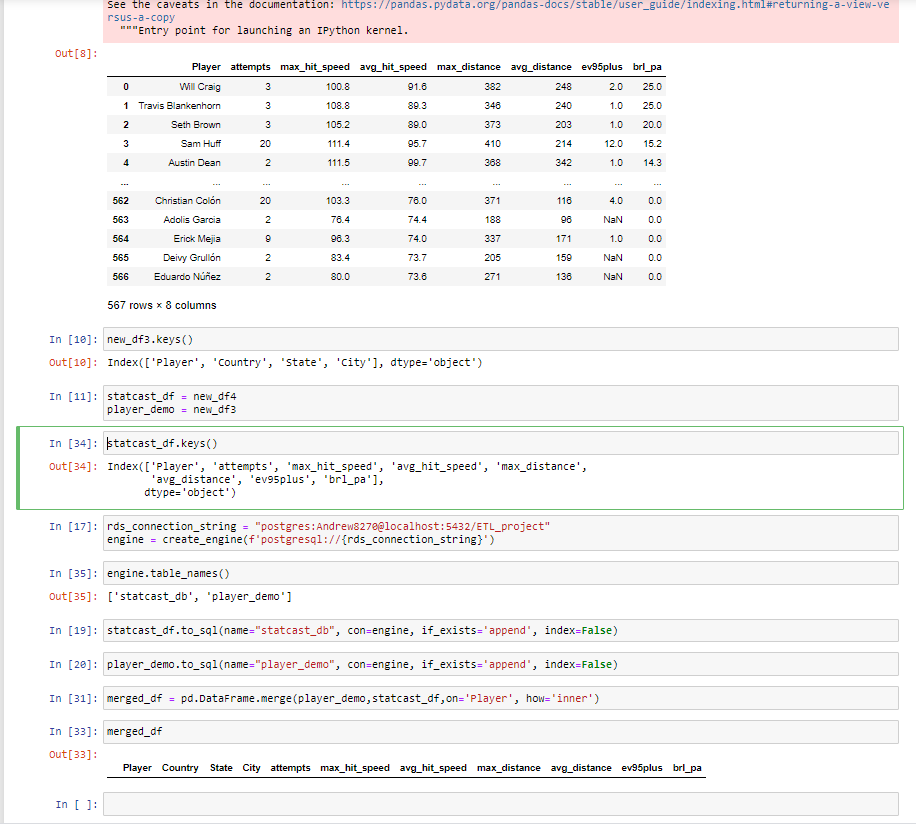 See the caveats in the documentation: https://pandas.pydata.org/pandas-docs/stable/user_guide/indexing.html#returning-a-view-ve
rsus-a-copy
"""Entry point for launching an IPython kernel.
Out[8]:
Player attempts max_hit_speed avg_hit_speed max_distance avg_distance ev95plus brl_pa
0 Will Craig 3 100.8 91.6 382 248 2.0 25.0
1 Travis Blankenhorn 3 108.8 89.3 346 240 1.0 25.0
2 Seth Brown 3 105.2 89.0 373 203 1.0 20.0
3 Sam Huff 20 111.4 95.7 410 214 12.0 15.2
4 Austin Dean 2 111.5 99.7 368 342 1.0 14.3
... ... ... ... ... ... ... ... ...
562 Christian Colón 20 103.3 76.0 371 116 4.0 0.0
563 Adolis Garcia 2 76.4 74.4 188 96 NaN 0.0
564 Erick Mejia 9 96.3 74.0 337 171 1.0 0.0
565 Deivy Grullón 2 83.4 73.7 205 159 NaN 0.0
566 Eduardo Núñez 2 80.0 73.6 271 136 NaN 0.0
567 rows × 8 columns
In [10]: new_df3.keys()
Out[10]: Index(['Player', 'Country', 'State', 'City'], dtype='object')
In [11]: statcast_df = new_df4
player_demo = new_df3
In [34]: statcast_df.keys()
Out[34]: Index(['Player', 'attempts', 'max_hit_speed', 'avg_hit_speed', 'max_distance',
'avg_distance', 'ev95plus', 'brl_pa'],
dtype='object')
In [17]: rds_connection_string = "postgres:Andrew8270@localhost:5432/ETL_project"
engine = create_engine(f'postgresql://{rds_connection_string}')
In [35]: engine.table_names()
Out[35]: ['statcast_db', 'player_demo']
In [19]: statcast_df.to_sql(name="statcast_db", con=engine, if_exists='append', index=False)
In [20]: player_demo.to_sql(name="player_demo", con=engine, if_exists='append', index=False)
In [31]: merged_df = pd.DataFrame.merge(player_demo,statcast_df,on='Player', how='inner')
In [33]: merged_df
Out[33]:
Player Country State City attempts max_hit_speed avg_hit_speed max_distance avg_distance ev95plus brl_pa
In [ ]: